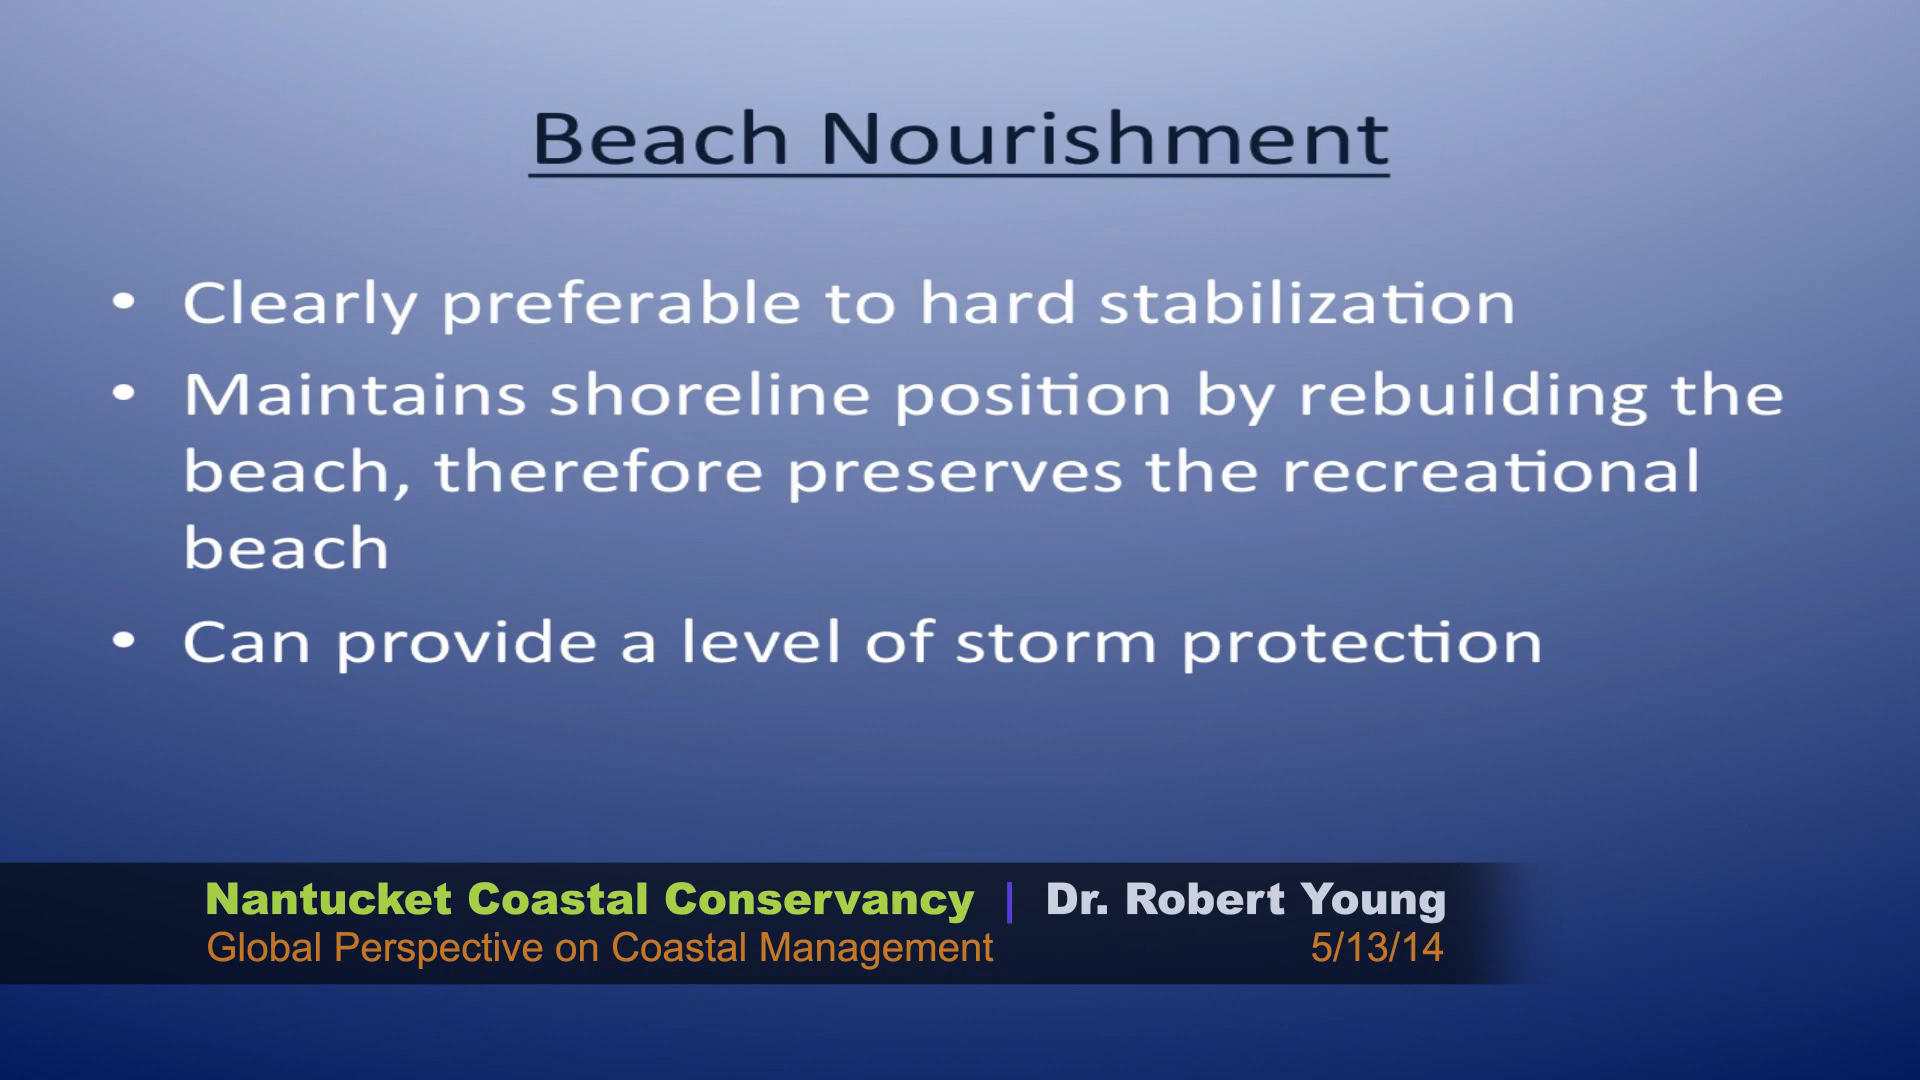 Beach Nourishment
• Clearly preferable to hard stabilization
• Maintains shoreline position by rebuilding the
beach, therefore preserves the recreational
beach
• Can provide a level of storm protection
Nantucket Coastal Conservancy | Dr. Robert Young
Global Perspective on Coastal Management 5/13/14